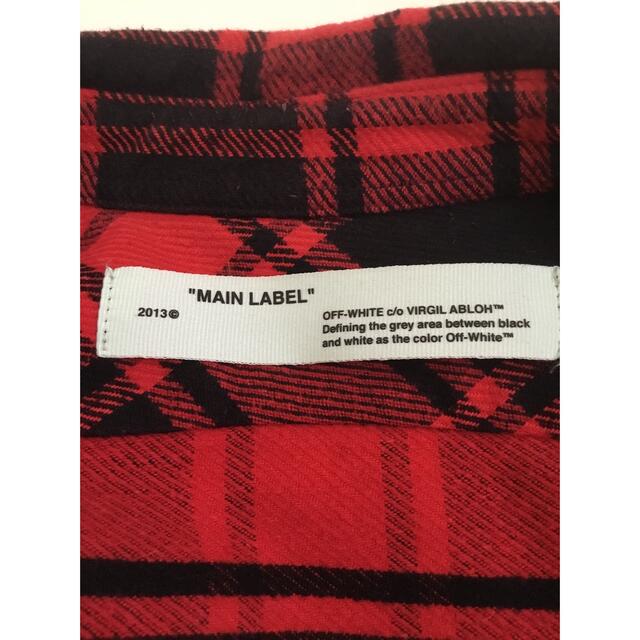 "MAIN LABEL"
2013©
OFF-WHITE c/o VIRGIL ABLOH™
Defining the grey area between black
and white as the color Off-White™